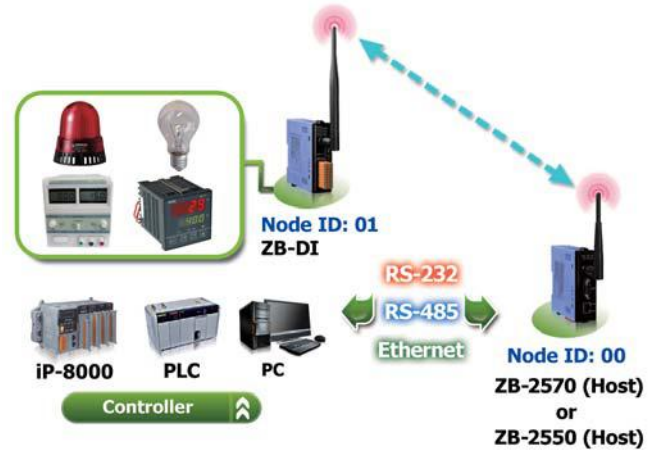 Node ID: 01
ZB-DI
RS-232
RS-485
Ethernet
iP-8000
PLC
PC
Controller
Node ID: 00
ZB-2570 (Host)
or
ZB-2550 (Host)